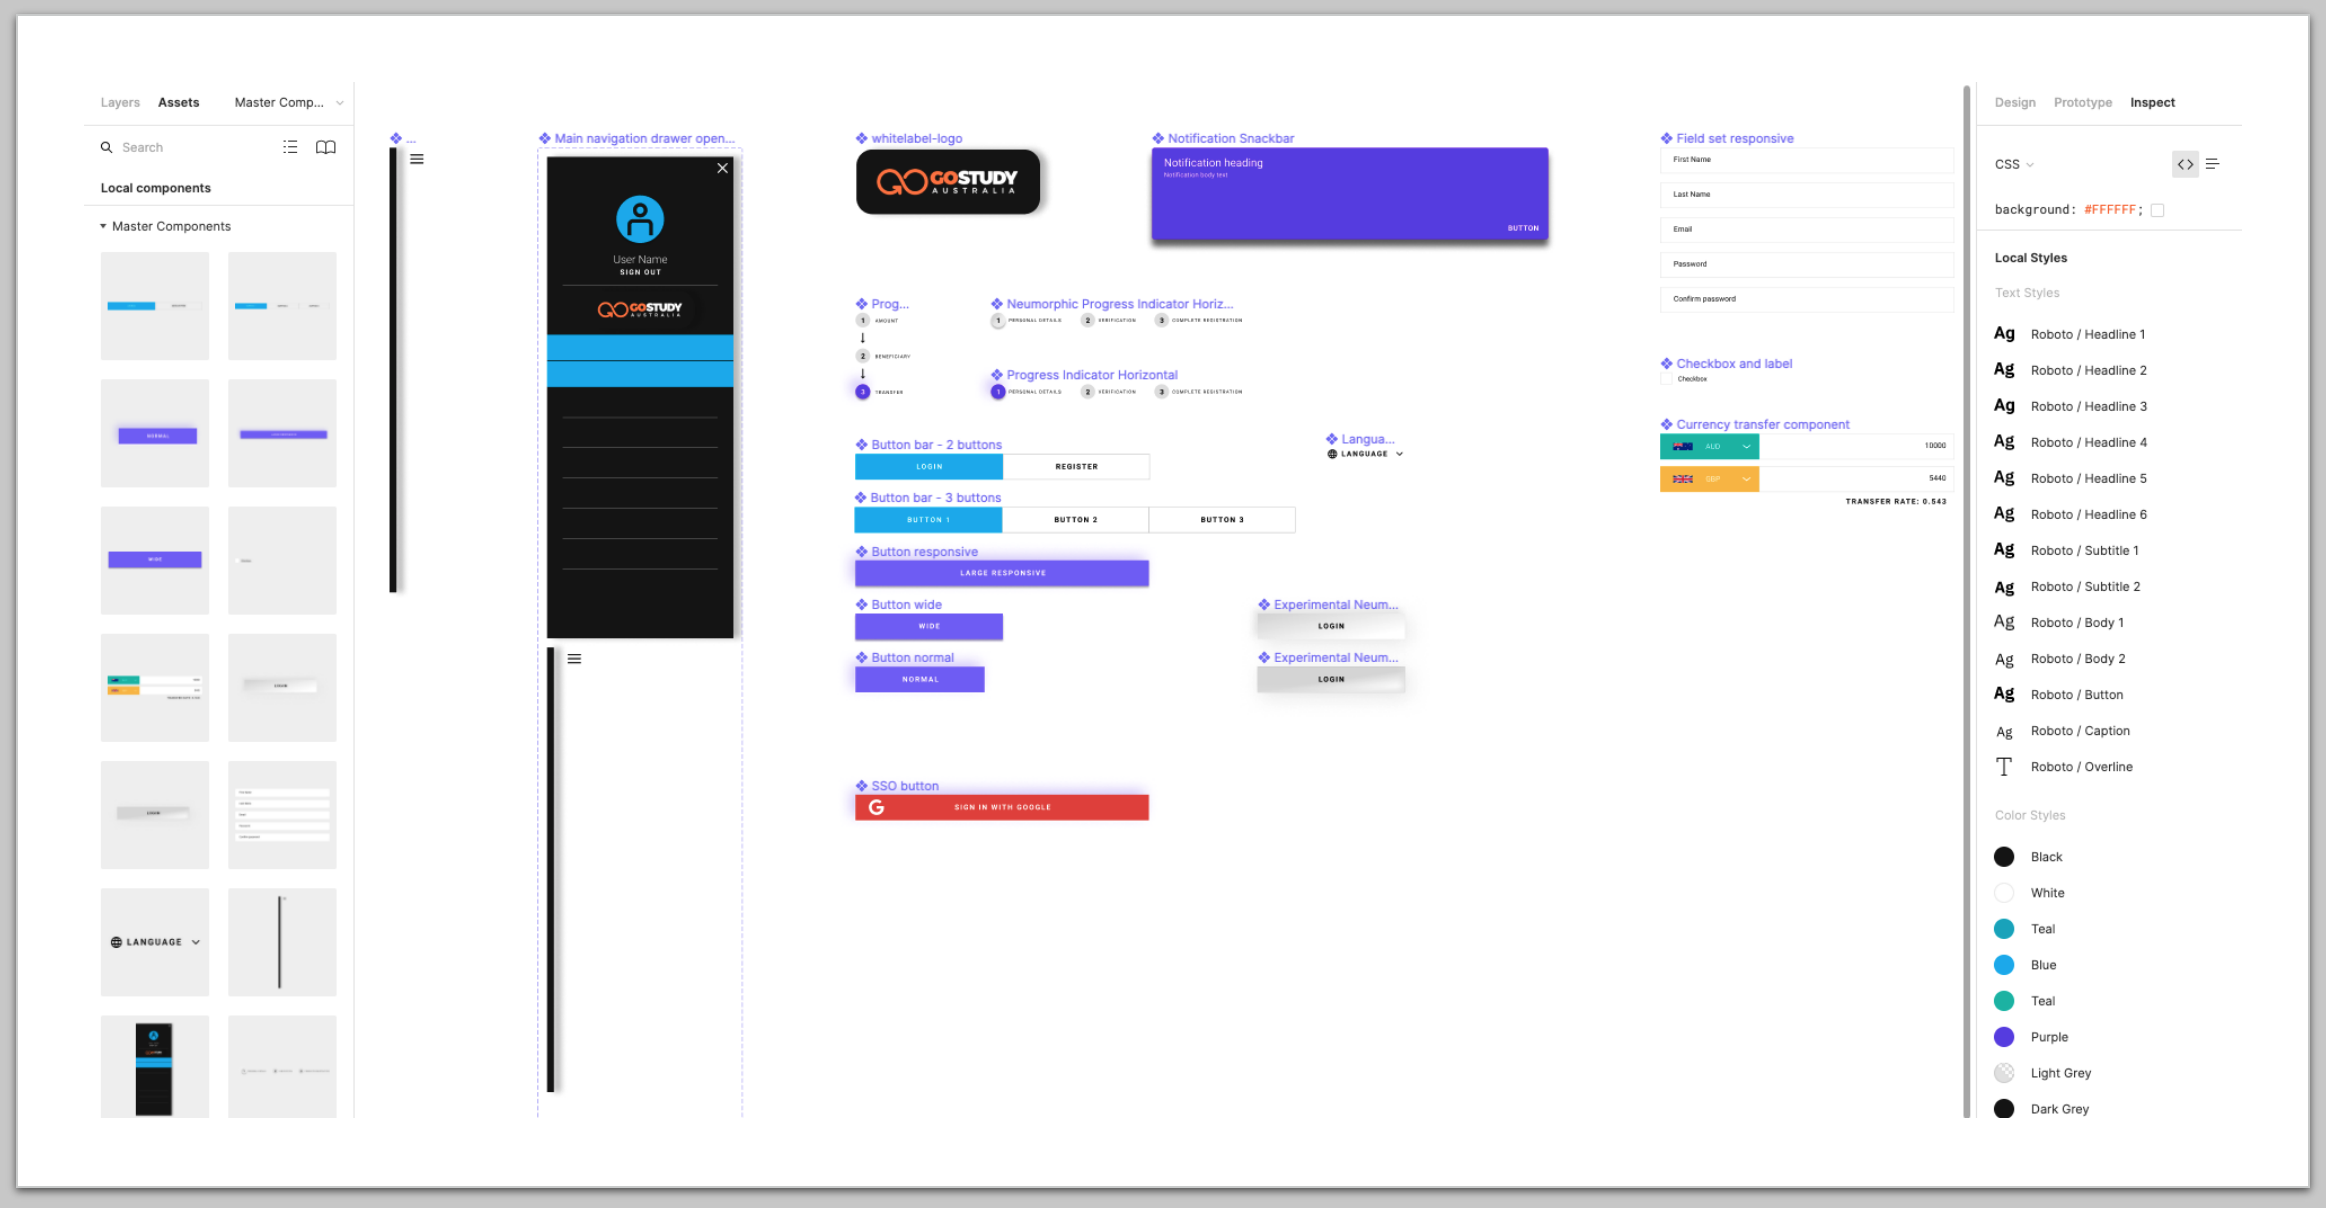 Layers Assets Master Comp...
Search
Local components
Master Components
NORMAL
WIDE
LOGIN
LOGIN
LANGUAGE
...
Main navigation drawer open...
User Name
SIGN OUT
GOSTUDY
AUSTRALIA
whitelabel-logo
GOSTUDY
AUSTRALIA
Notification Snackbar
Notification heading
Notification body text
BUTTON
Prog...
1 AMOUNT
2 BENEFICIARY
3 TRANSFER
Neumorphic Progress Indicator Horiz...
1 PERSONAL DETAILS 2 VERIFICATION 3 COMPLETE REGISTRATION
Progress Indicator Horizontal
1 PERSONAL DETAILS 2 VERIFICATION 3 COMPLETE REGISTRATION
Button bar - 2 buttons
LOGIN REGISTER
Langua...
LANGUAGE
Button bar - 3 buttons
BUTTON 1 BUTTON 2 BUTTON 3
Button responsive
LARGE RESPONSIVE
Button wide
WIDE
Experimental Neum...
LOGIN
Button normal
NORMAL
Experimental Neum...
LOGIN
SSO button
G SIGN IN WITH GOOGLE
Field set responsive
First Name
Last Name
Email
Password
Confirm password
Checkbox and label
Checkbox
Currency transfer component
AUD 10000
GBP 5440
TRANSFER RATE: 0.543
Design Prototype Inspect
CSS
background: #FFFFFF;
Local Styles
Text Styles
Ag Roboto / Headline 1
Ag Roboto / Headline 2
Ag Roboto / Headline 3
Ag Roboto / Headline 4
Ag Roboto / Headline 5
Ag Roboto / Headline 6
Ag Roboto / Subtitle 1
Ag Roboto / Subtitle 2
Ag Roboto / Body 1
Ag Roboto / Body 2
Ag Roboto / Button
Ag Roboto / Caption
T Roboto / Overline
Color Styles
Black
White
Teal
Blue
Teal
Purple
Light Grey
Dark Grey